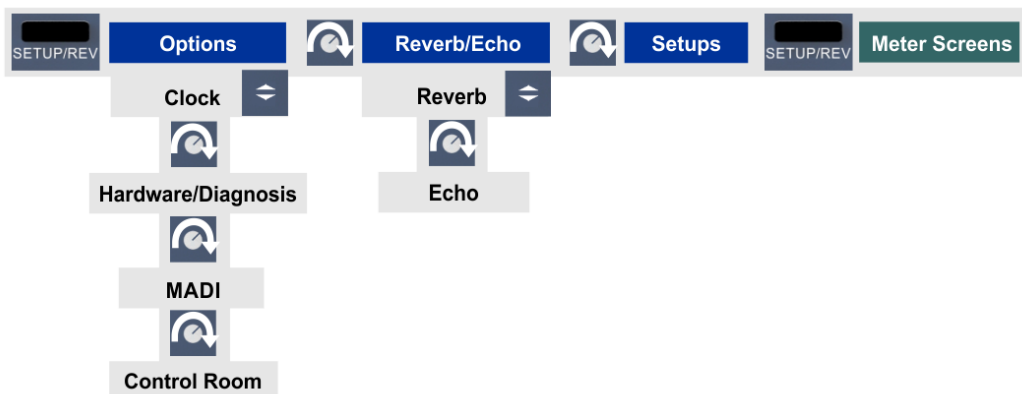 SETUP/REV Options Reverb/Echo Setups SETUP/REV Meter Screens
Clock Reverb
Hardware/Diagnosis Echo
MADI
Control Room